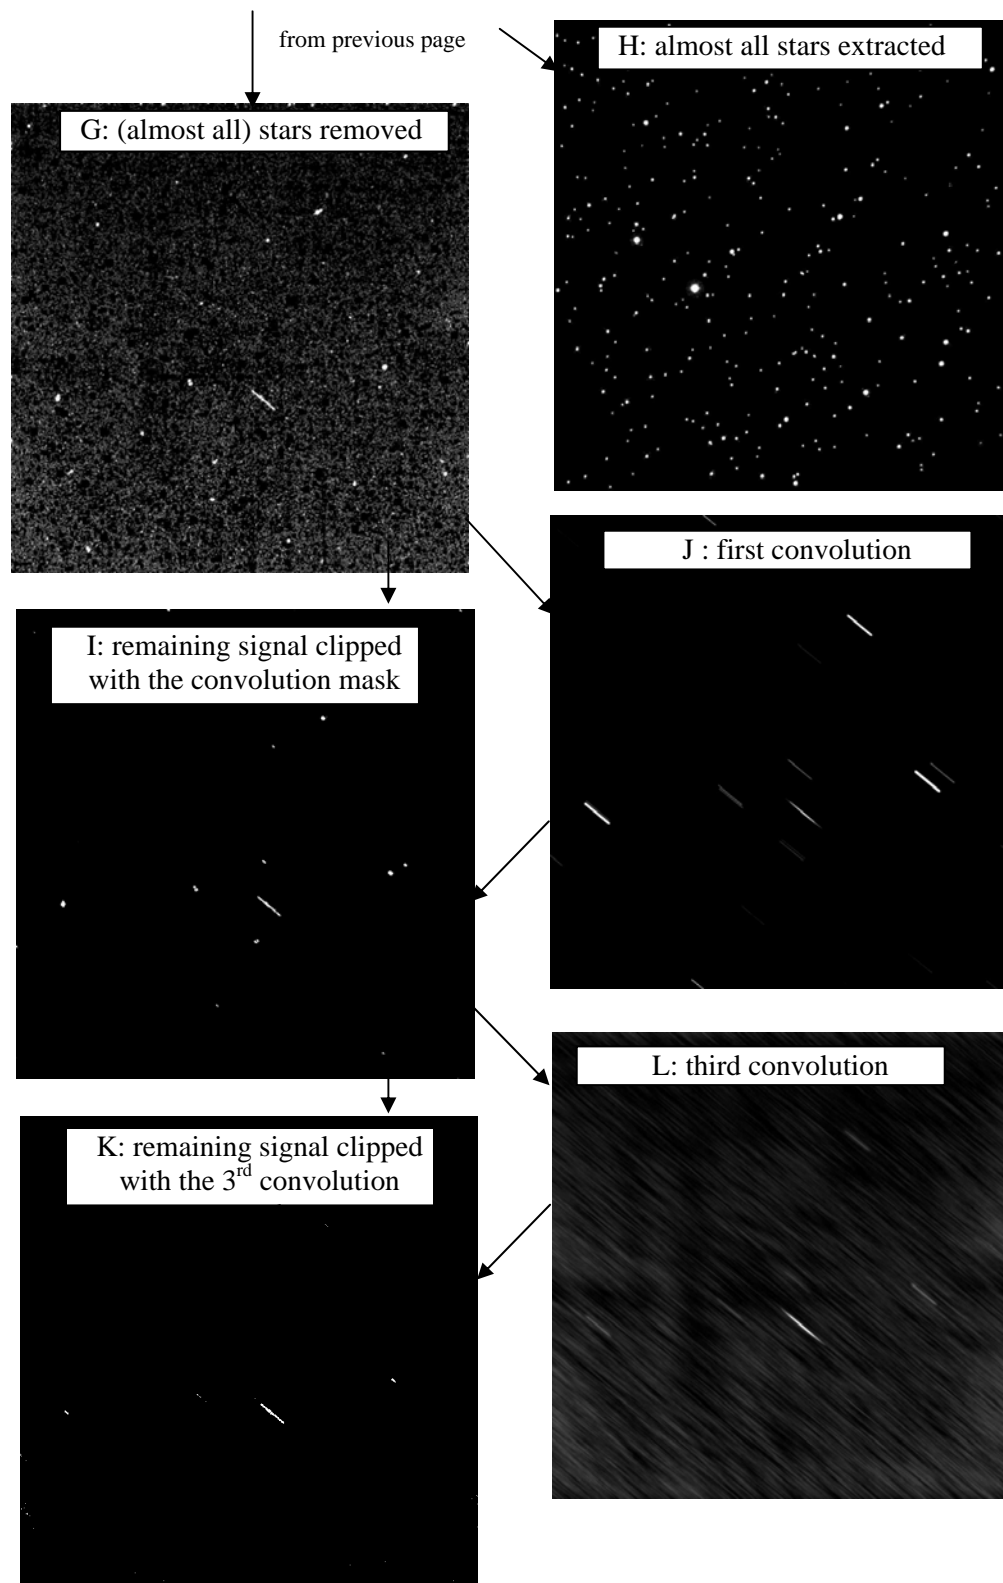 from previous page
H: almost all stars extracted
G: (almost all) stars removed
J : first convolution
I: remaining signal clipped
with the convolution mask
L: third convolution
K: remaining signal clipped
with the 3rd convolution